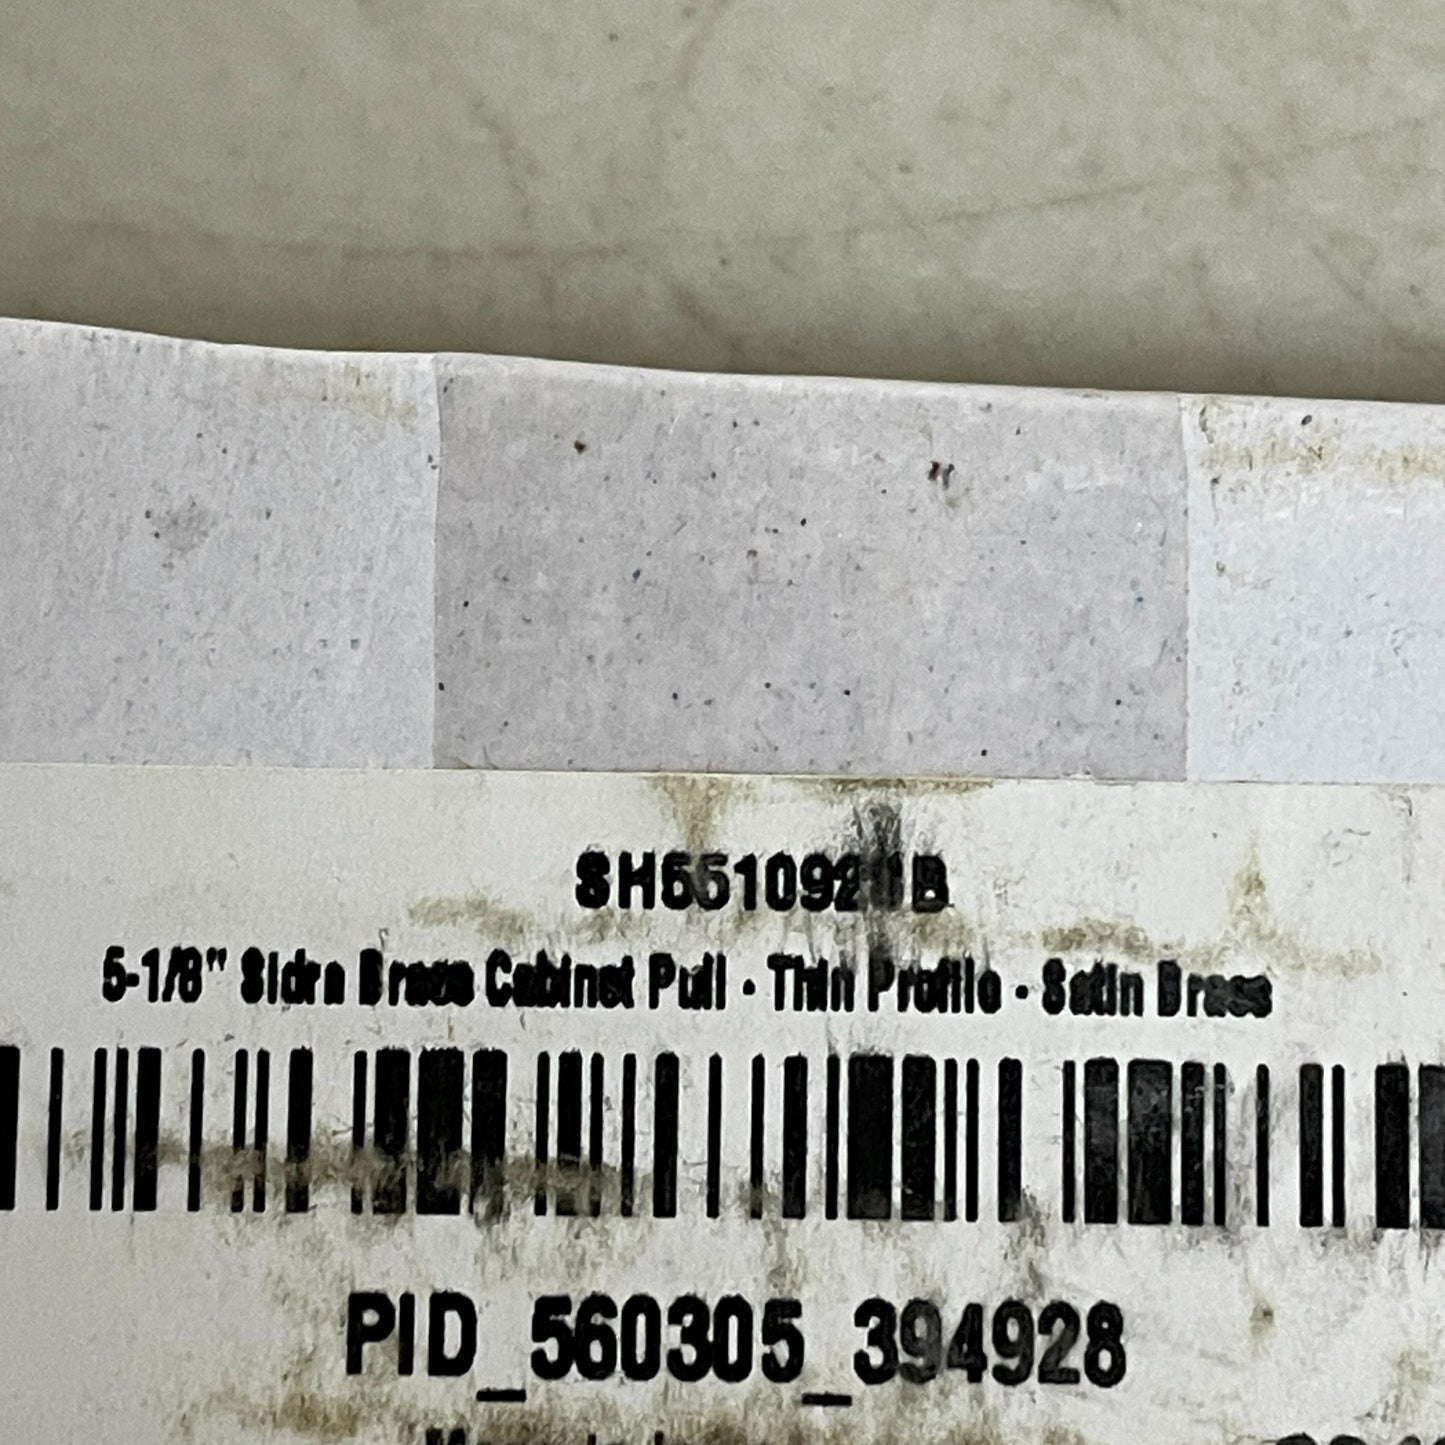 5-1/8" Sidra Brass Cabinet Pull - Thin Profile - Satin Brass
PID_560305_394928